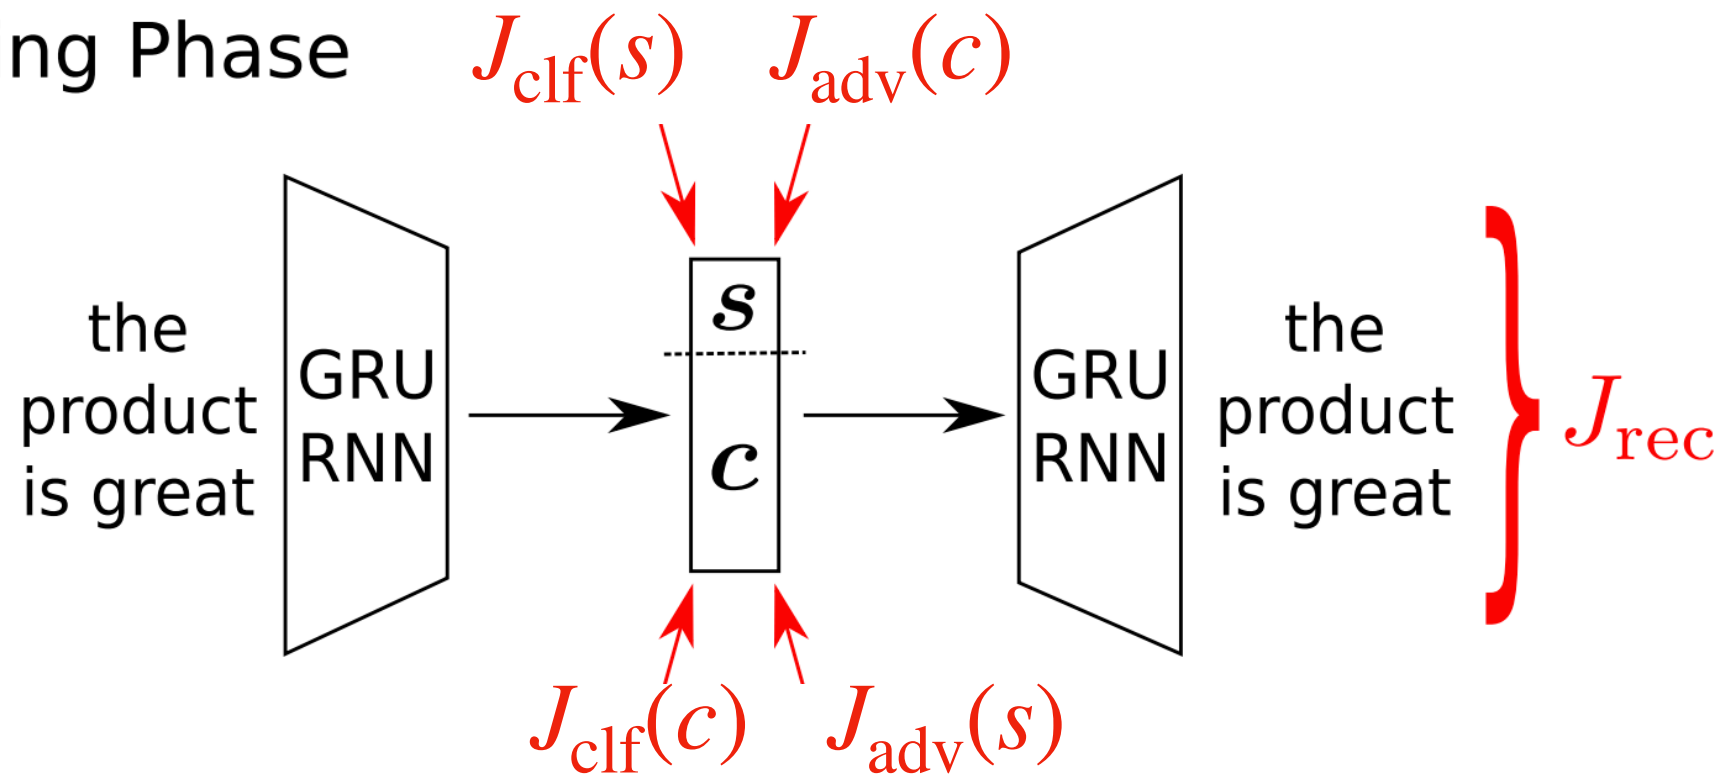 ng Phase
J_clf(s) J_adv(c)
the
product
is great
GRU
RNN
s
c
GRU
RNN
the
product
is great
J_rec
J_clf(c) J_adv(s)